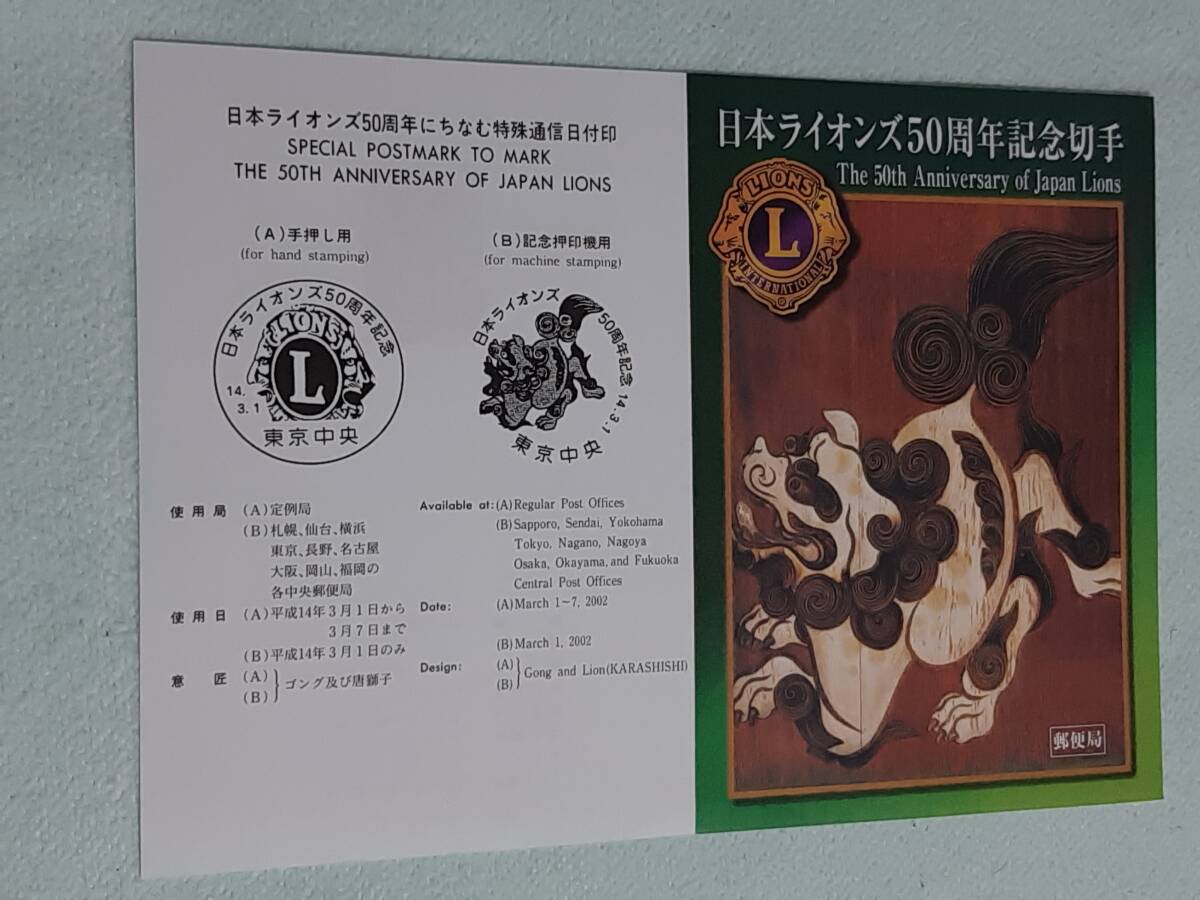 日本ライオンズ50周年にちなむ特殊通信日付印
SPECIAL POSTMARK TO MARK
THE 50TH ANNIVERSARY OF JAPAN LIONS
(A)手押し用
(for hand stamping)
日本ライオンズ50周年記念
LIONS
L
14.
3.1
東京中央
(B)記念押印機用
(for machine stamping)
日本ライオンズ 50周年記念 14.3.1
東京中央
使用局 (A)定例局
(B)札幌、仙台、横浜
東京、長野、名古屋
大阪、岡山、福岡の
各中央郵便局
使用日 (A)平成14年3月1日から
3月7日まで
(B)平成14年3月1日のみ
意匠 (A)
(B) ゴング及び唐獅子
Available at: (A) Regular Post Offices
(B) Sapporo, Sendai, Yokohama
Tokyo, Nagano, Nagoya
Osaka, Okayama, and Fukuoka
Central Post Offices
Date: (A) March 1~7, 2002
(B) March 1, 2002
Design: (A)
(B) Gong and Lion(KARASHISHI)
日本ライオンズ50周年記念切手
The 50th Anniversary of Japan Lions
LIONS
L
INTERNATIONAL
®
郵便局